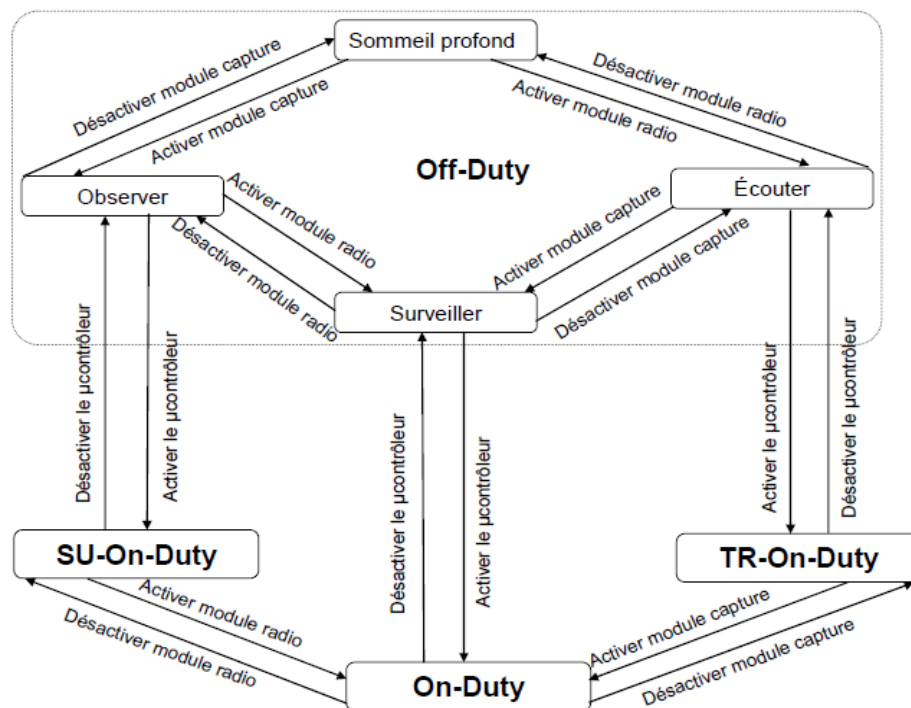 Sommeil profond
Désactiver module capture
Activer module capture
Désactiver module radio
Activer module radio
Off-Duty
Observer
Écouter
Activer module radio
Désactiver module radio
Activer module capture
Désactiver module capture
Surveiller
Désactiver le µcontrôleur
Activer le µcontrôleur
Désactiver le µcontrôleur
Activer le µcontrôleur
Activer le µcontrôleur
Désactiver le µcontrôleur
SU-On-Duty
TR-On-Duty
Activer module radio
Désactiver module radio
Activer module capture
Désactiver module capture
On-Duty